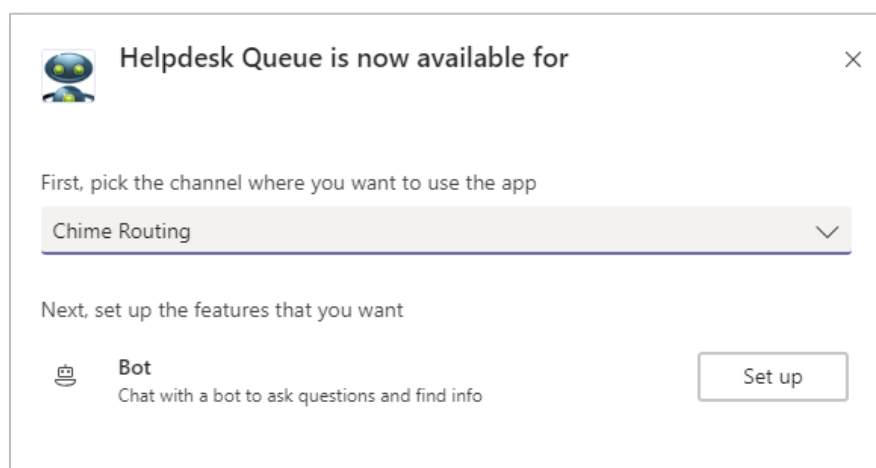 Helpdesk Queue is now available for
First, pick the channel where you want to use the app
Chime Routing
Next, set up the features that you want
Bot
Chat with a bot to ask questions and find info
Set up